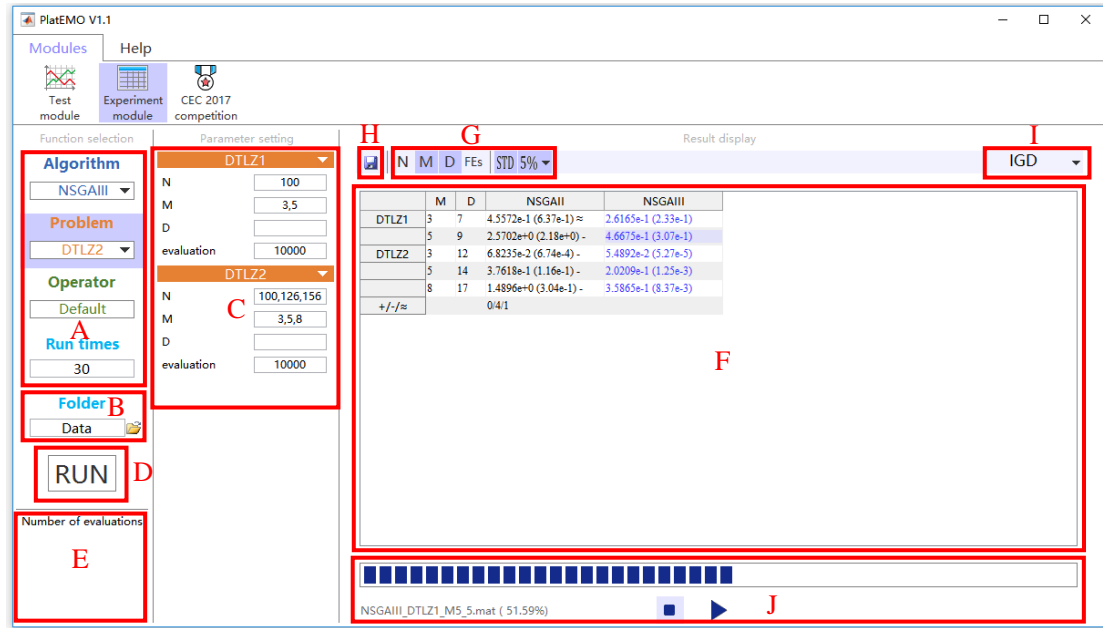 PlatEMO V1.1
Modules Help
Test module
Experiment module
CEC 2017 competition
Function selection
Parameter setting
Result display
Algorithm
NSGAIII
Problem
DTLZ2
Operator
Default
A
Run times
30
Folder
B
Data
RUN
D
Number of evaluations
E
DTLZ1
N 100
M 3,5
D
evaluation 10000
DTLZ2
N 100,126,156
C
M 3,5,8
D
evaluation 10000
H
G
I
N M D FEs STD 5%
IGD
M D NSGAII NSGAIII
DTLZ1 3 7 4.5572e-1 (6.37e-1) ≈ 2.6165e-1 (2.33e-1)
5 9 2.5702e+0 (2.18e+0) - 4.6675e-1 (3.07e-1)
DTLZ2 3 12 6.8235e-2 (6.74e-4) - 5.4892e-2 (5.27e-5)
5 14 3.7618e-1 (1.16e-1) - 2.0209e-1 (1.25e-3)
8 17 1.4896e+0 (3.04e-1) - 3.5865e-1 (8.37e-3)
+/-/≈ 0/4/1
F
NSGAIII_DTLZ1_M5_5.mat ( 51.59%)
J